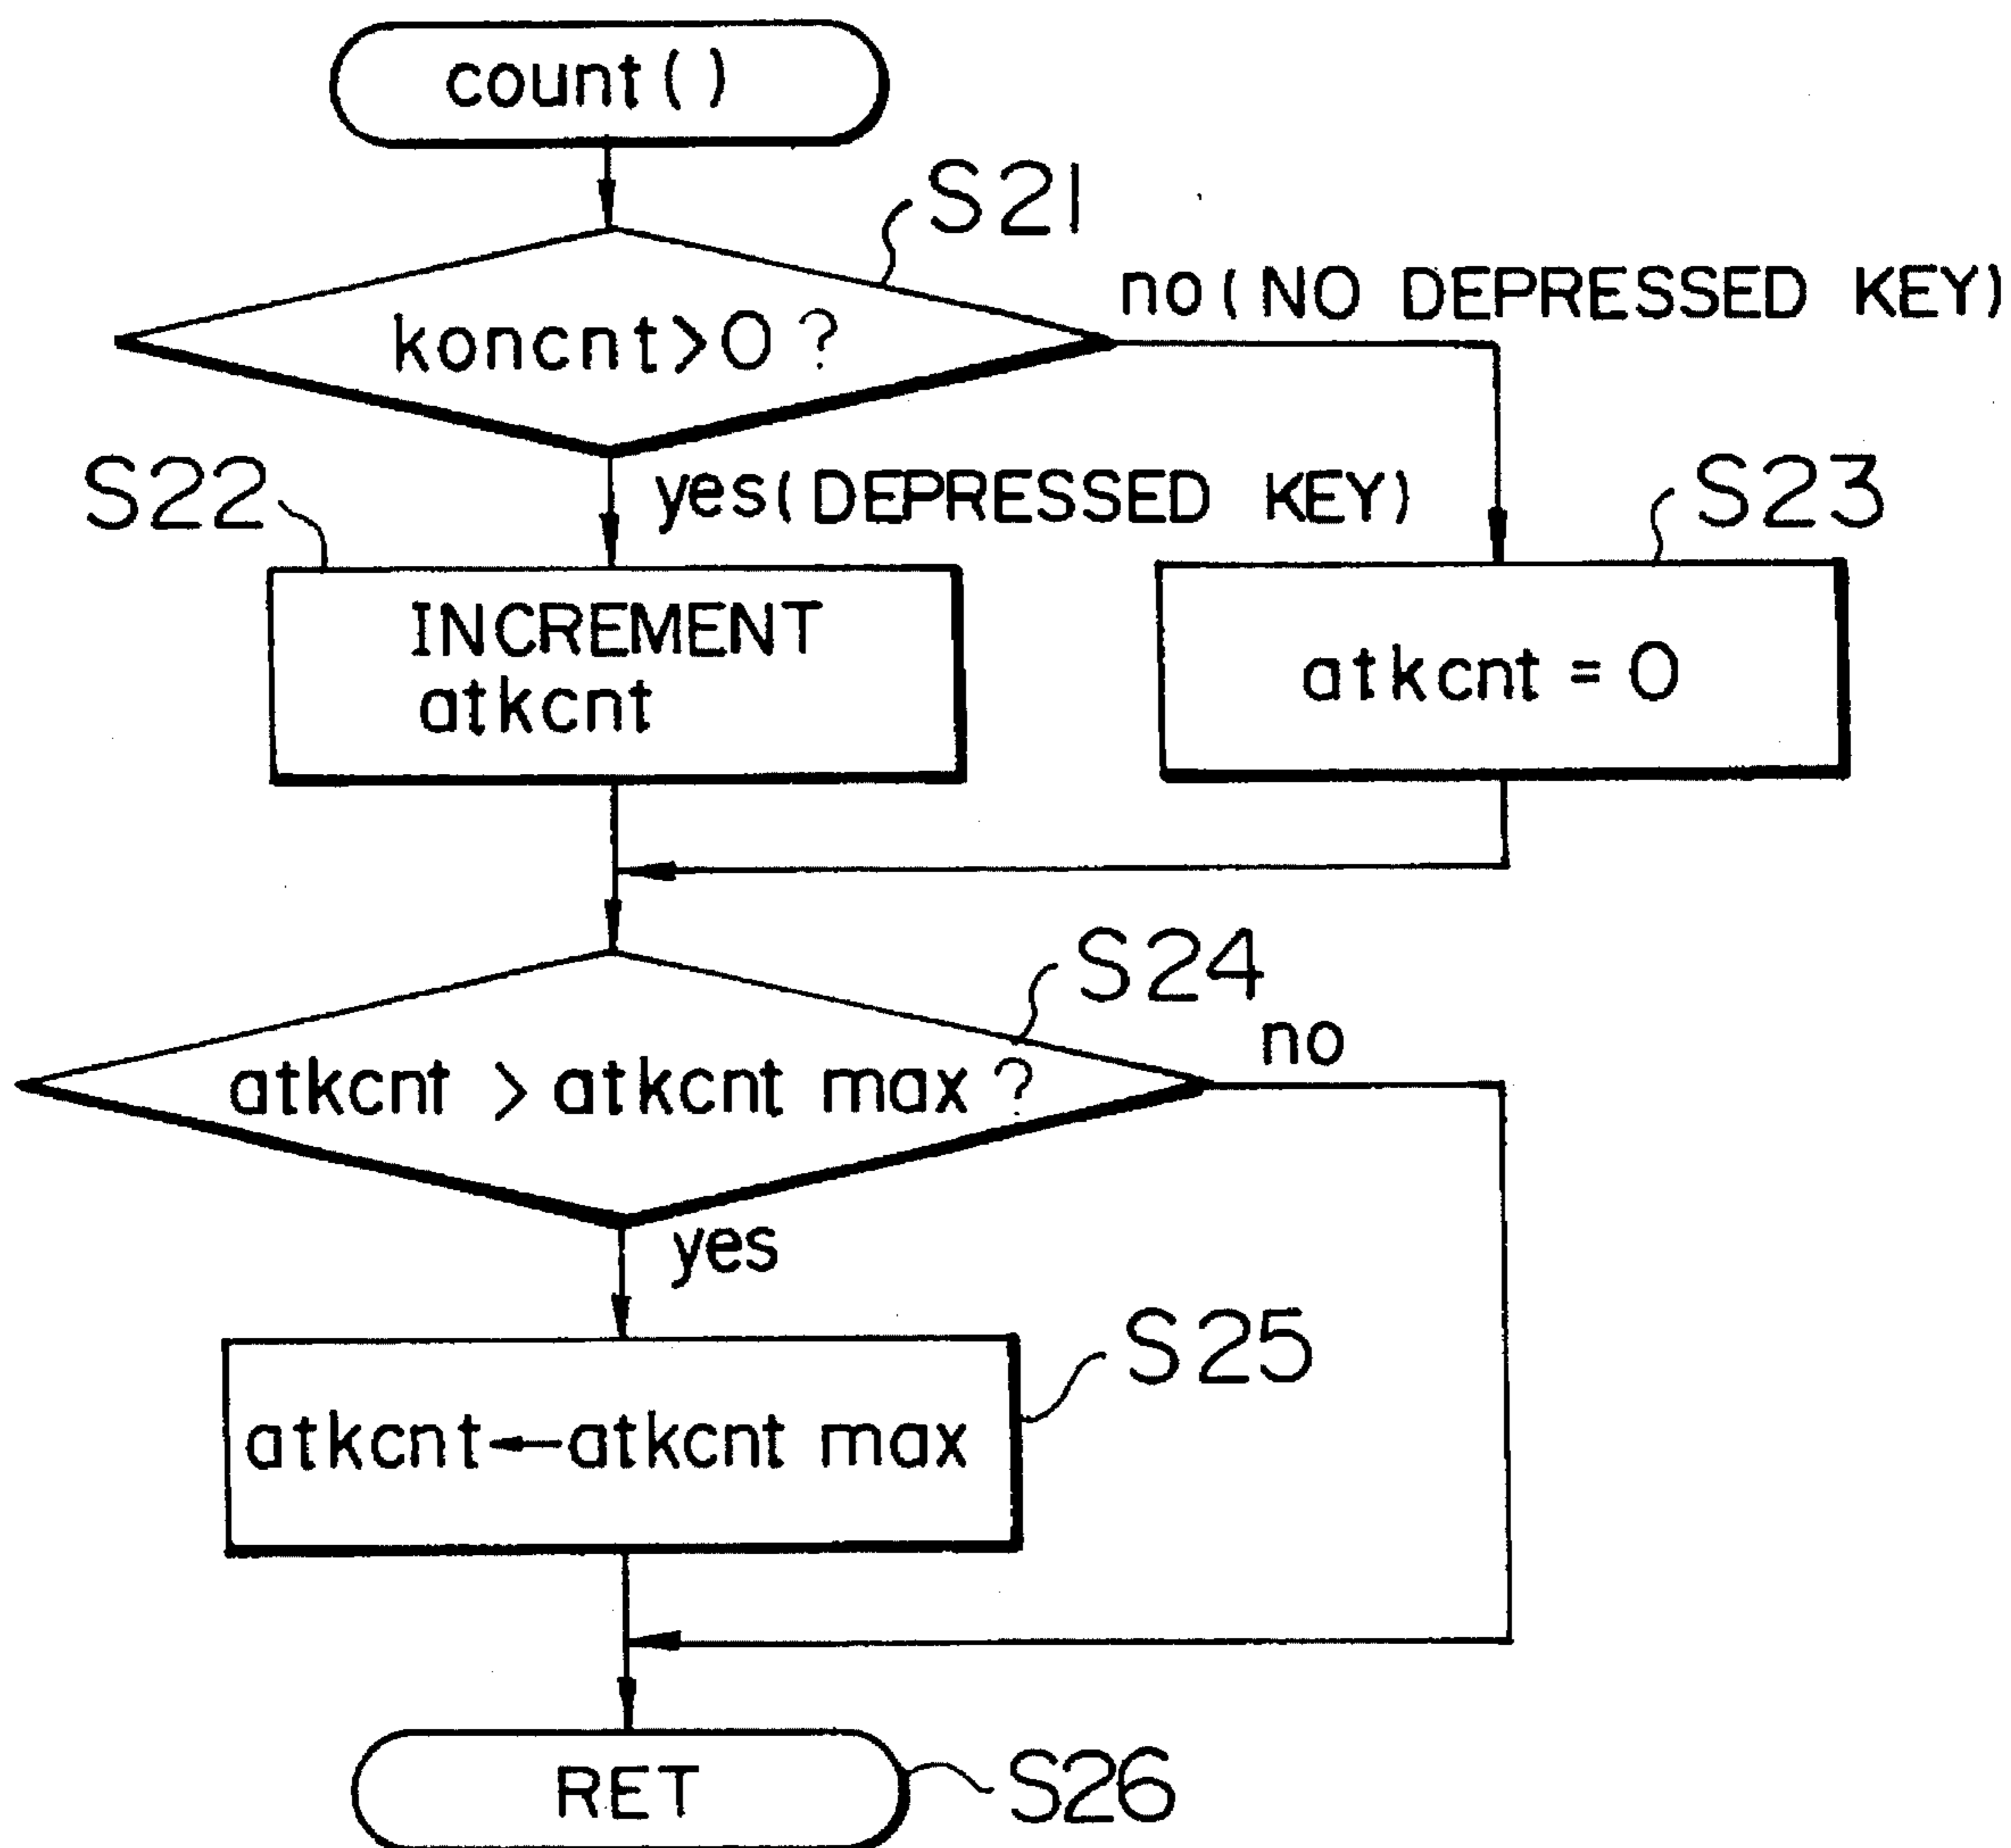 count()
S21
koncnt>0?
no(NO DEPRESSED KEY)
S22
yes(DEPRESSED KEY)
S23
INCREMENT
atkcnt
atkcnt = 0
S24
atkcnt > atkcnt max?
no
yes
S25
atkcnt←atkcnt max
RET
S26